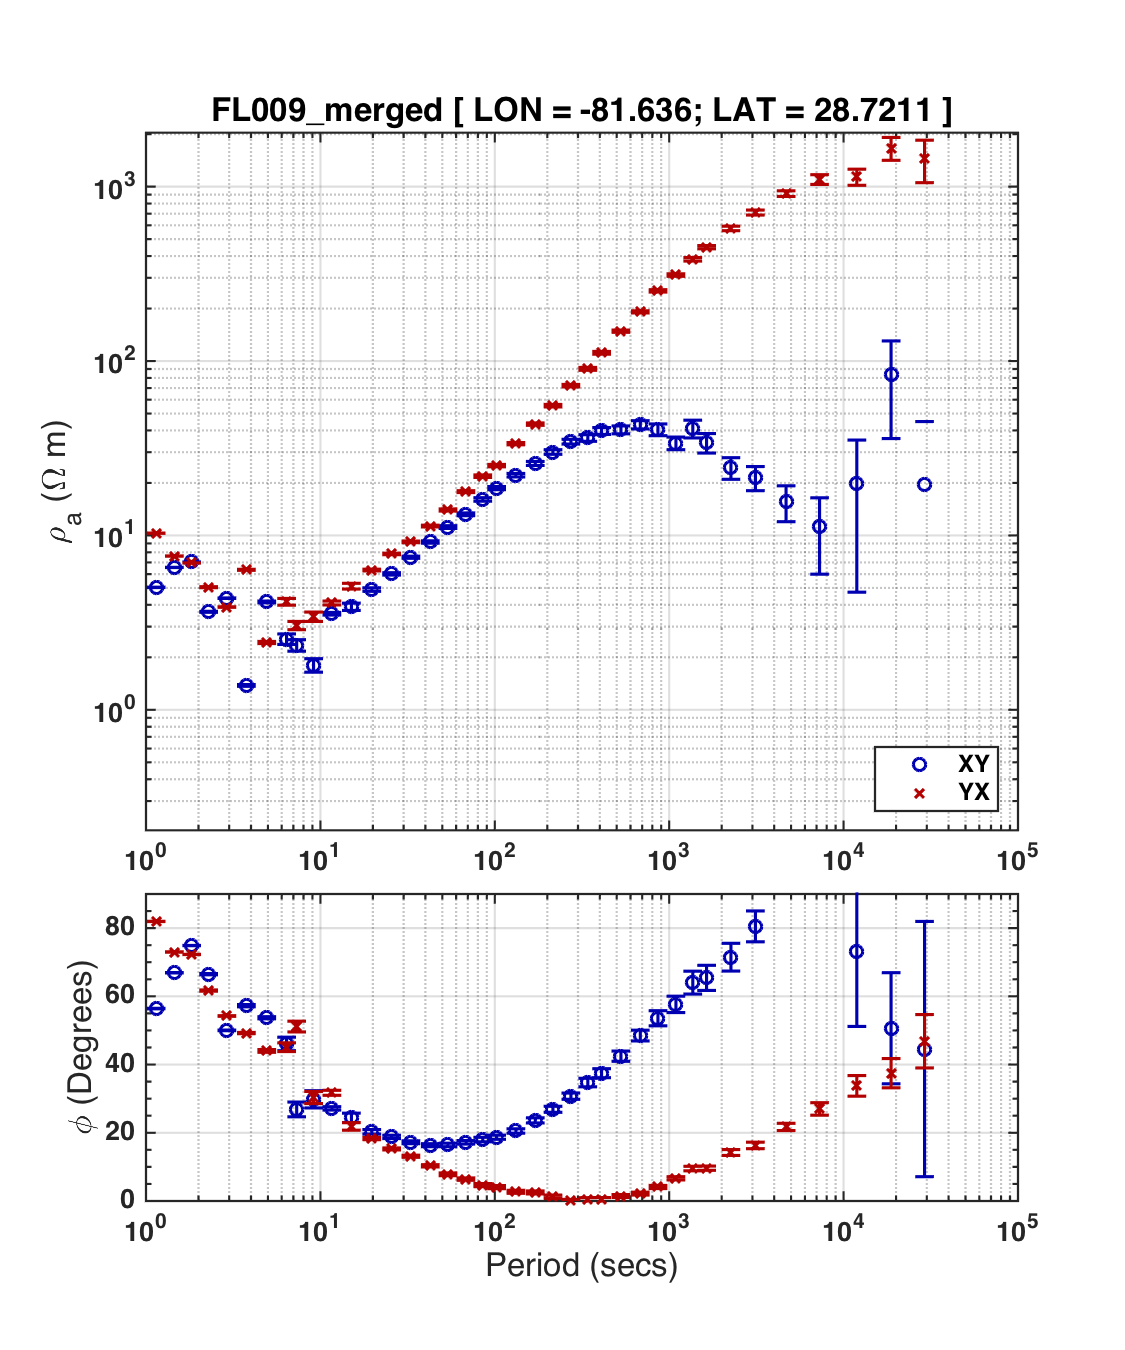 FL009_merged [ LON = -81.636; LAT = 28.7211 ]
ρa (Ω m)
10³
10²
10¹
10⁰
XY
YX
10⁰ 10¹ 10² 10³ 10⁴ 10⁵
ϕ (Degrees)
80
60
40
20
0
10⁰ 10¹ 10² 10³ 10⁴ 10⁵
Period (secs)